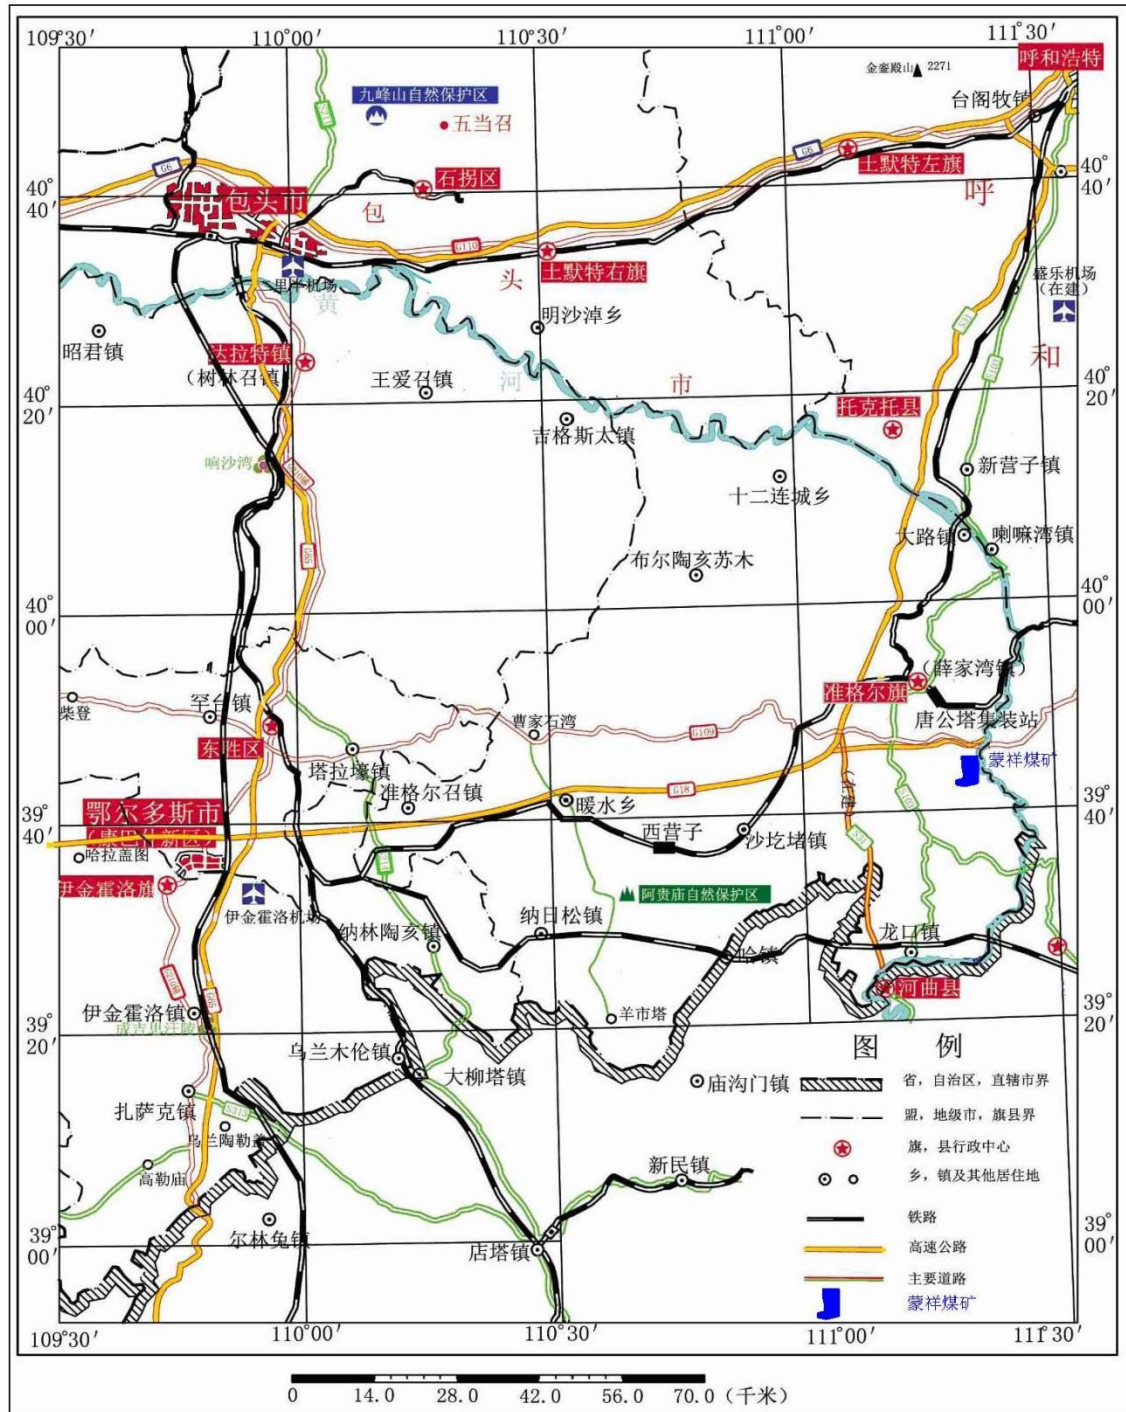 109°30′
110°00′
110°30′
111°00′
111°30′
呼和浩特
金銮殿山 2271
九峰山自然保护区
台阁牧镇
五当召
G6
G6
石拐区
土默特左旗
40°
40′
40°
40′
包头市
包
呼
G110
土默特右旗
头
盛乐机场
(在建)
黄
明沙淖乡
昭君镇
达拉特镇
(树林召镇)
王爱召镇
河
市
和
S103
40°
20′
40°
20′
托克托县
吉格斯太镇
响沙湾
新营子镇
十二连城乡
大路镇
喇嘛湾镇
G65
布尔陶亥苏木
40°
00′
40°
00′
(薛家湾镇)
准格尔旗
柴登
罕台镇
曹家石湾
唐公塔集装站
东胜区
G109
塔拉壕镇
蒙祥煤矿
准格尔召镇
G18
暖水乡
(在建)
鄂尔多斯市
(康巴什新区)
39°
40′
39°
40′
西营子
沙圪堵镇
哈拉盖图
伊金霍洛旗
阿贵庙自然保护区
伊金霍洛机场
纳林陶亥镇
纳日松镇
龙口镇
哈镇
河曲县
伊金霍洛镇
羊市塔
39°
20′
39°
20′
成吉思汗陵
乌兰木伦镇
大柳塔镇
庙沟门镇
扎萨克镇
乌兰陶勒盖
高勒庙
新民镇
尔林兔镇
店塔镇
39°
00′
39°
00′
图 例
省，自治区，直辖市界
盟，地级市，旗县界
旗，县行政中心
乡，镇及其他居住地
铁路
高速公路
主要道路
蒙祥煤矿
109°30′
110°00′
110°30′
111°00′
111°30′
0 14.0 28.0 42.0 56.0 70.0 (千米)